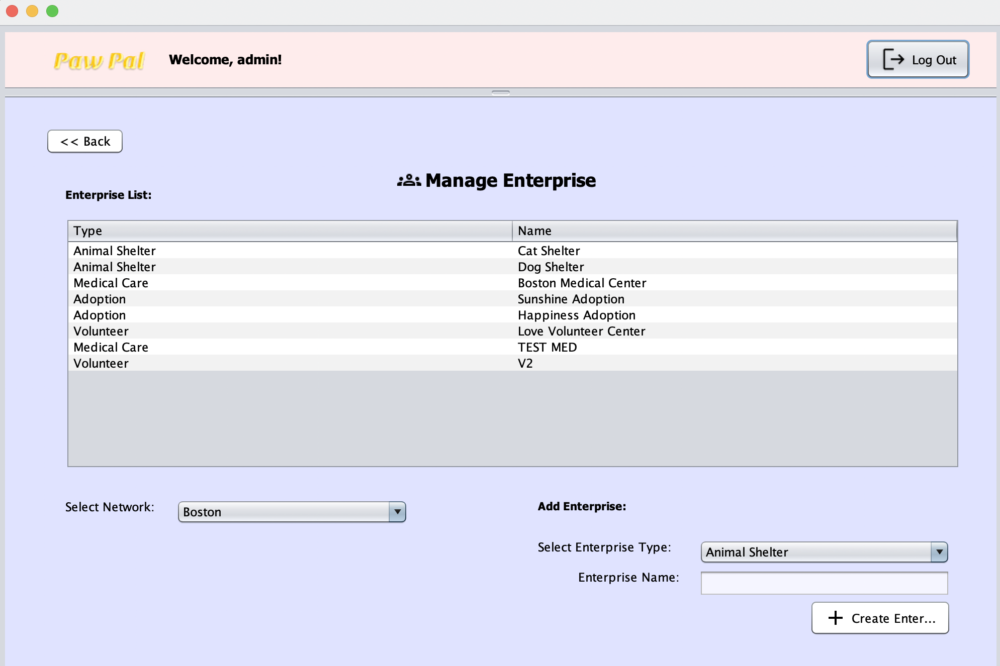 Paw Pal
Welcome, admin!
Log Out
<< Back
Manage Enterprise
Enterprise List:
Type Name
Animal Shelter Cat Shelter
Animal Shelter Dog Shelter
Medical Care Boston Medical Center
Adoption Sunshine Adoption
Adoption Happiness Adoption
Volunteer Love Volunteer Center
Medical Care TEST MED
Volunteer V2
Select Network: Boston
Add Enterprise:
Select Enterprise Type: Animal Shelter
Enterprise Name:
Create Enter...